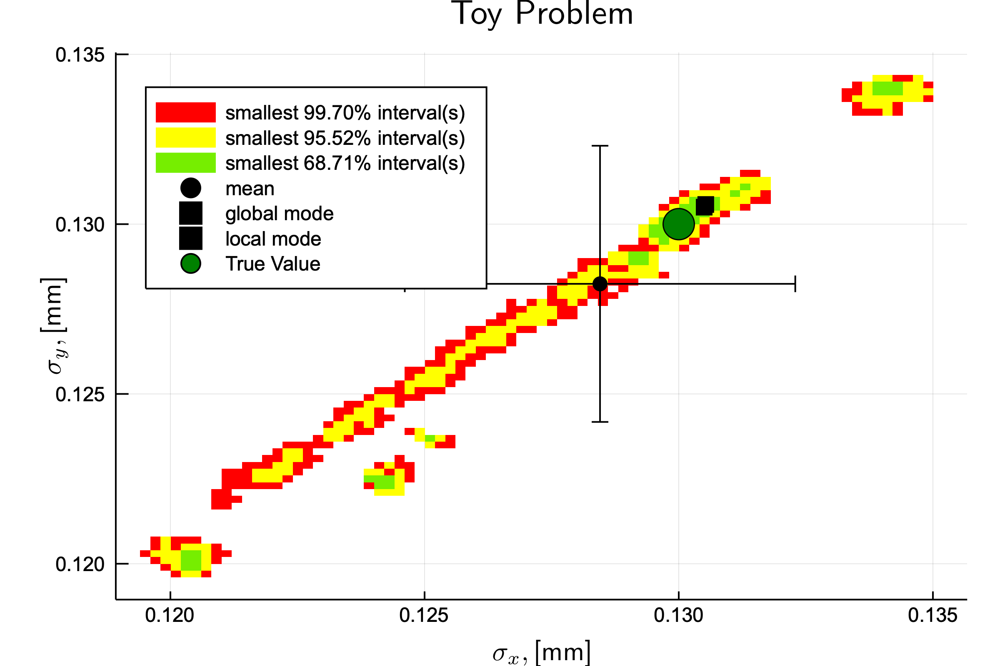 Toy Problem
0.135
smallest 99.70% interval(s)
smallest 95.52% interval(s)
smallest 68.71% interval(s)
mean
global mode
local mode
True Value
0.130
0.125
0.120
σy, [mm]
0.120 0.125 0.130 0.135
σx, [mm]